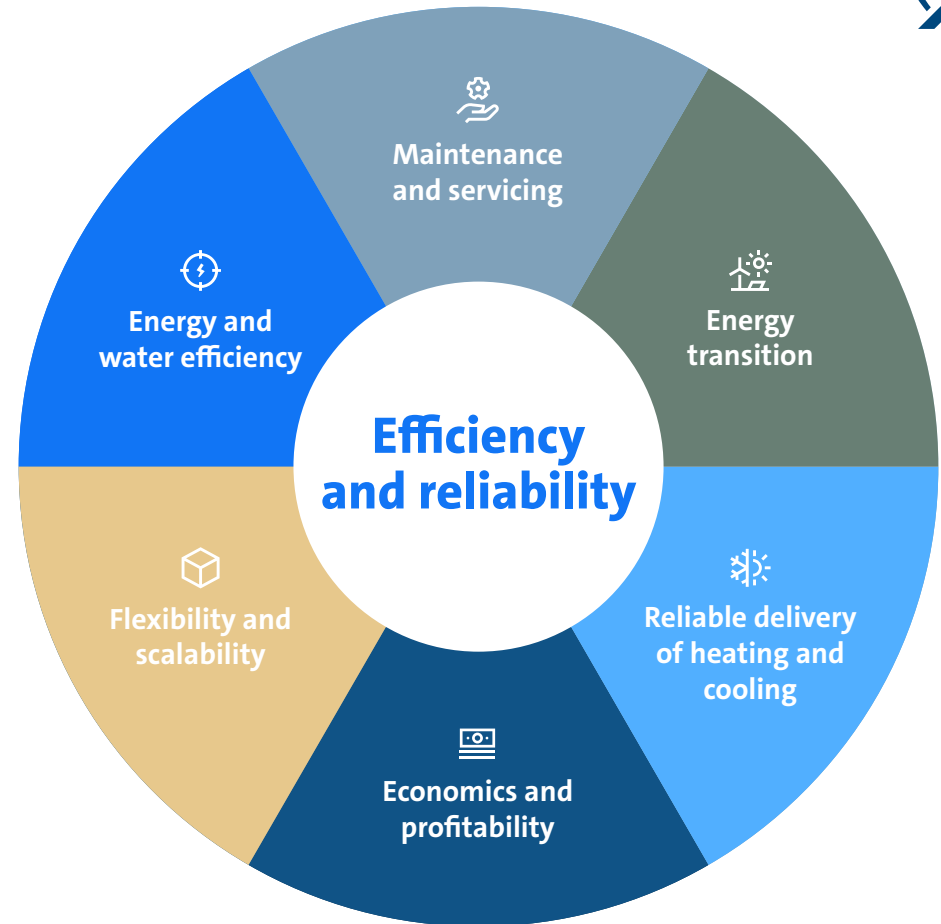 Maintenance
and servicing
Energy
transition
Reliable delivery
of heating and
cooling
Economics and
profitability
Flexibility and
scalability
Energy and
water efficiency
Efficiency
and reliability